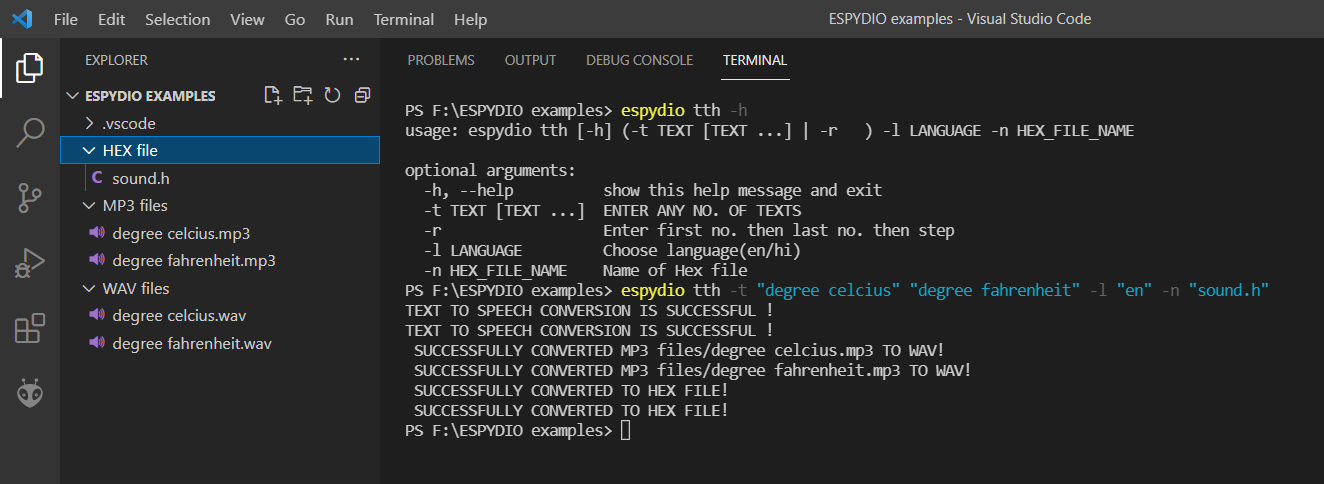 File Edit Selection View Go Run Terminal Help ESPYDIO examples - Visual Studio Code
EXPLORER
ESPYDIO EXAMPLES
.vscode
HEX file
C sound.h
MP3 files
degree celcius.mp3
degree fahrenheit.mp3
WAV files
degree celcius.wav
degree fahrenheit.wav
PROBLEMS OUTPUT DEBUG CONSOLE TERMINAL
PS F:\ESPYDIO examples> espydio tth -h
usage: espydio tth [-h] (-t TEXT [TEXT ...] | -r   ) -l LANGUAGE -n HEX_FILE_NAME
optional arguments:
-h, --help show this help message and exit
-t TEXT [TEXT ...] ENTER ANY NO. OF TEXTS
-r Enter first no. then last no. then step
-l LANGUAGE Choose language(en/hi)
-n HEX_FILE_NAME Name of Hex file
PS F:\ESPYDIO examples> espydio tth -t "degree celcius" "degree fahrenheit" -l "en" -n "sound.h"
TEXT TO SPEECH CONVERSION IS SUCCESSFUL !
TEXT TO SPEECH CONVERSION IS SUCCESSFUL !
SUCCESSFULLY CONVERTED MP3 files/degree celcius.mp3 TO WAV!
SUCCESSFULLY CONVERTED MP3 files/degree fahrenheit.mp3 TO WAV!
SUCCESSFULLY CONVERTED TO HEX FILE!
SUCCESSFULLY CONVERTED TO HEX FILE!
PS F:\ESPYDIO examples>